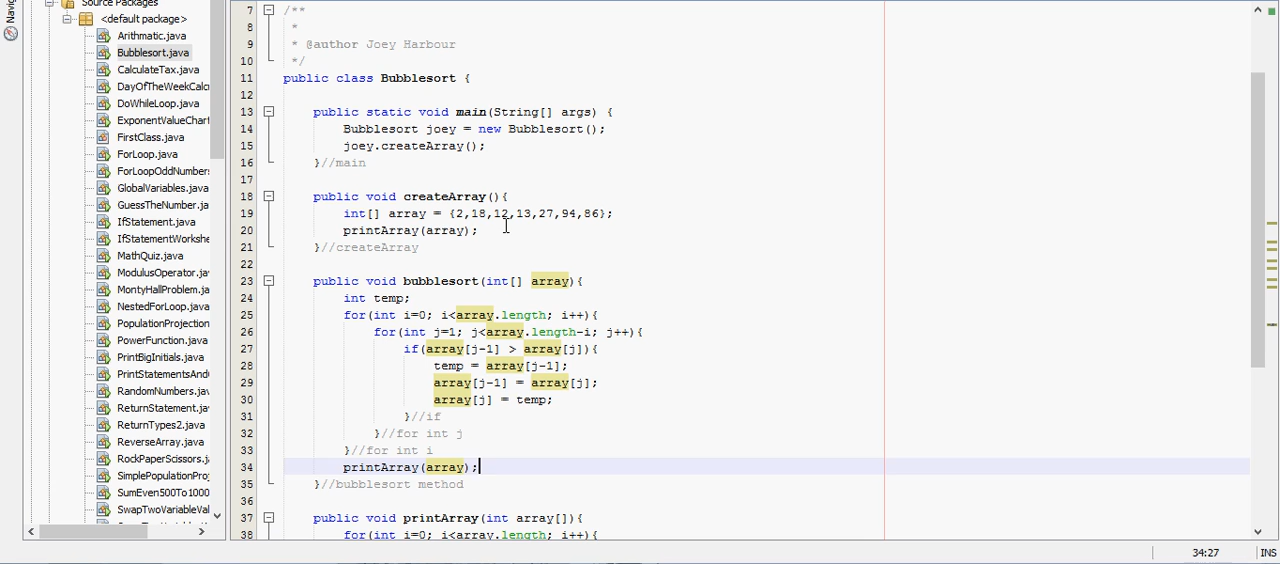 Navig
Source Packages
<default package>
Arithmatic.java
Bubblesort.java
CalculateTax.java
DayOfTheWeekCalc
DoWhileLoop.java
ExponentValueChart
FirstClass.java
ForLoop.java
ForLoopOddNumbers
GlobalVariables.java
GuessTheNumber.jav
IfStatement.java
IfStatementWorkshe
MathQuiz.java
ModulusOperator.jav
MontyHallProblem.ja
NestedForLoop.java
PopulationProjection
PowerFunction.java
PrintBigInitials.java
PrintStatementsAnd
RandomNumbers.java
ReturnStatement.jav
ReturnTypes2.java
ReverseArray.java
RockPaperScissors.java
SimplePopulationProj
SumEven500To1000
SwapTwoVariableVal
7 /**
8 *
9 * @author Joey Harbour
10 */
11 public class Bubblesort {
12
13 public static void main(String[] args) {
14 Bubblesort joey = new Bubblesort();
15 joey.createArray();
16 }//main
17
18 public void createArray(){
19 int[] array = {2,18,12,13,27,94,86};
20 printArray(array);
21 }//createArray
22
23 public void bubblesort(int[] array){
24 int temp;
25 for(int i=0; i<array.length; i++){
26 for(int j=1; j<array.length-i; j++){
27 if(array[j-1] > array[j]){
28 temp = array[j-1];
29 array[j-1] = array[j];
30 array[j] = temp;
31 }//if
32 }//for int j
33 }//for int i
34 printArray(array);
35 }//bubblesort method
36
37 public void printArray(int array[]){
38 for(int i=0; i<array.length; i++){
34:27 INS